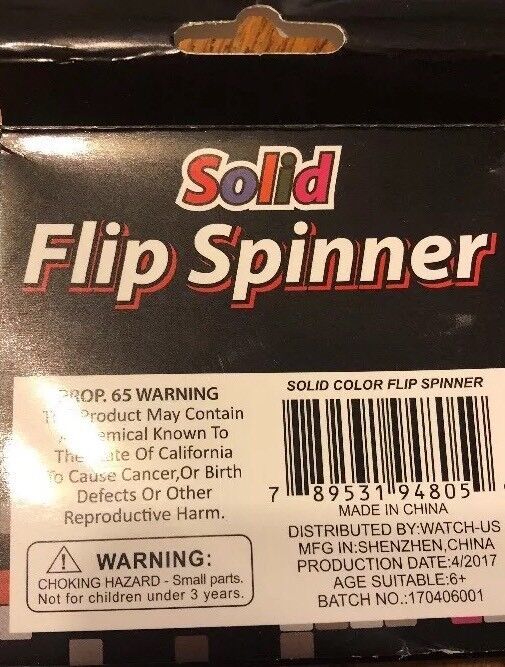 Solid
Flip Spinner
PROP. 65 WARNING
This Product May Contain
A Chemical Known To
The State Of California
To Cause Cancer,Or Birth
Defects Or Other
Reproductive Harm.
WARNING:
CHOKING HAZARD - Small parts.
Not for children under 3 years.
SOLID COLOR FLIP SPINNER
7 89531 94805
MADE IN CHINA
DISTRIBUTED BY:WATCH-US
MFG IN:SHENZHEN,CHINA
PRODUCTION DATE:4/2017
AGE SUITABLE:6+
BATCH NO.:170406001